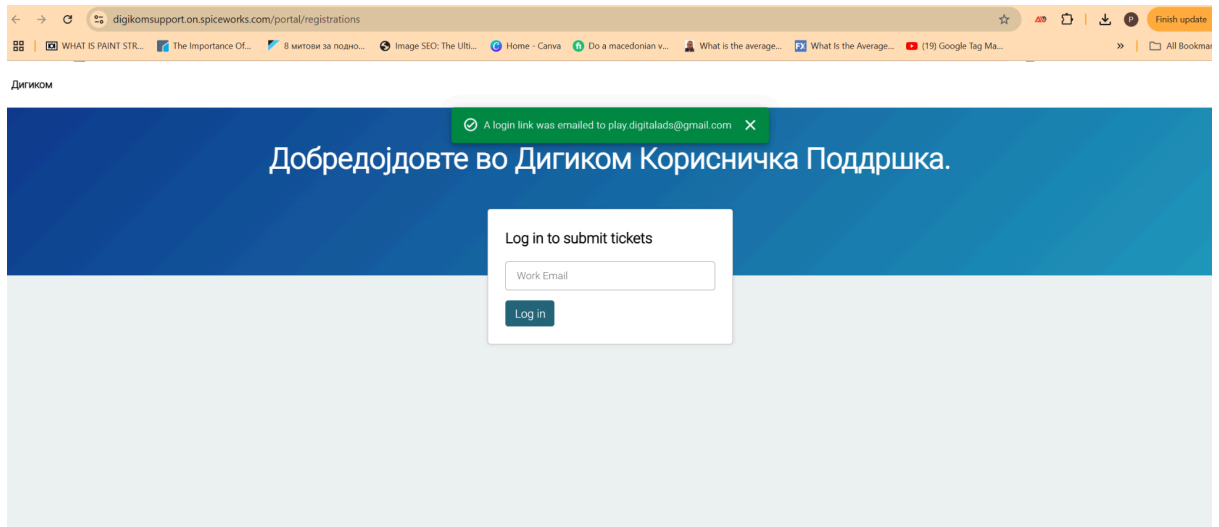 digikomsupport.on.spiceworks.com/portal/registrations
P
Finish update
WHAT IS PAINT STR...
The Importance Of...
8 митови за подно...
Image SEO: The Ulti...
Home - Canva
Do a macedonian v...
What is the average...
What Is the Average...
(19) Google Tag Ma...
»
All Bookmar
Дигиком
A login link was emailed to play.digitalads@gmail.com
Добредојдовте во Дигиком Корисничка Поддршка.
Log in to submit tickets
Work Email
Log in